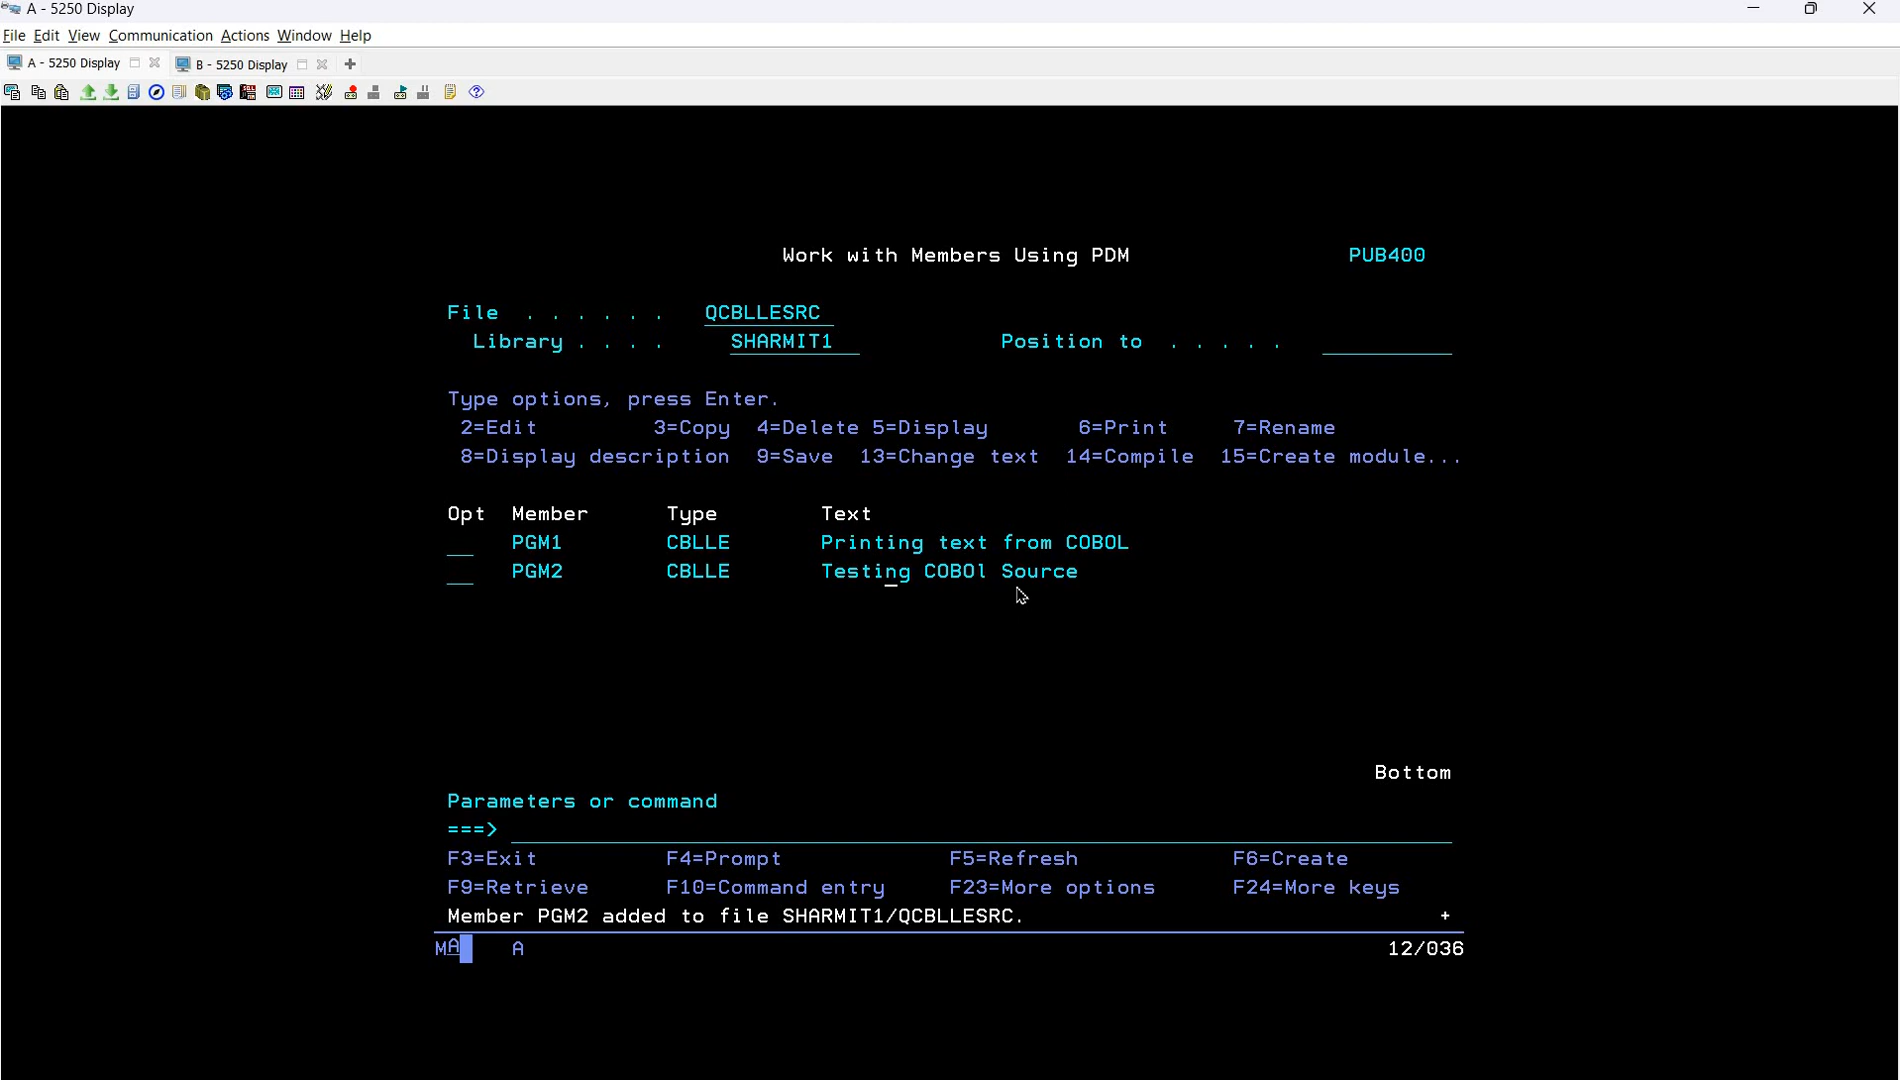 A - 5250 Display
File Edit View Communication Actions Window Help
A - 5250 Display B - 5250 Display
Work with Members Using PDM PUB400
File . . . . . . QCBLLESRC
Library . . . . SHARMIT1 Position to . . . . .
Type options, press Enter.
2=Edit 3=Copy 4=Delete 5=Display 6=Print 7=Rename
8=Display description 9=Save 13=Change text 14=Compile 15=Create module...
Opt Member Type Text
PGM1 CBLLE Printing text from COBOL
PGM2 CBLLE Testing COBOl Source
Bottom
Parameters or command
===>
F3=Exit F4=Prompt F5=Refresh F6=Create
F9=Retrieve F10=Command entry F23=More options F24=More keys
Member PGM2 added to file SHARMIT1/QCBLLESRC. +
MA A 12/036